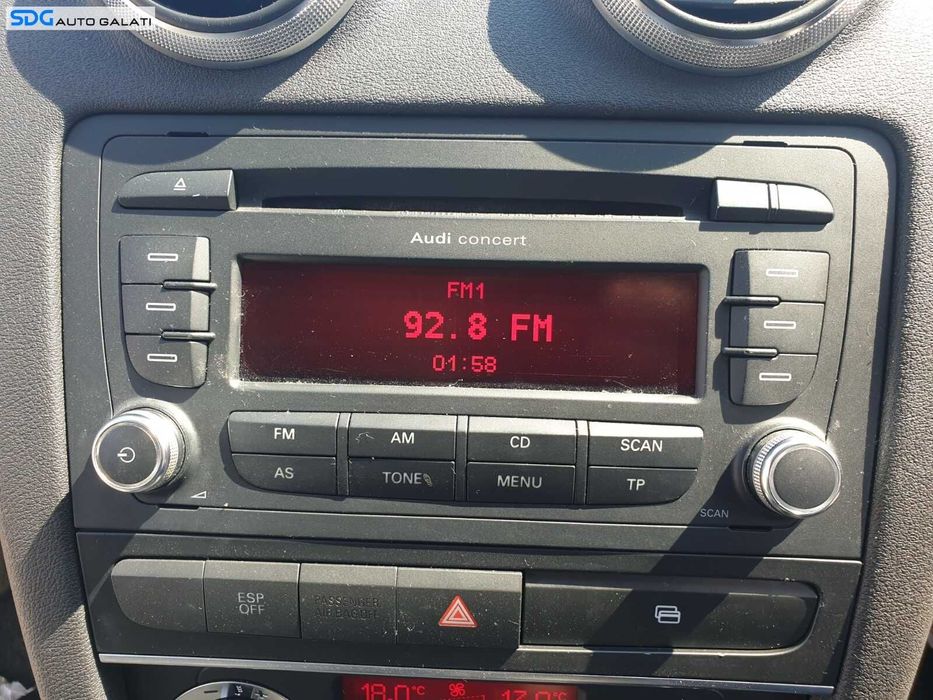 SDG AUTO GALATI
Audi concert
FM1
92.8 FM
01:58
FM AM CD SCAN
AS TONE MENU TP
SCAN
ESP
OFF
PASSENGER
AIR BAG OFF
18.0°C 17.0°C